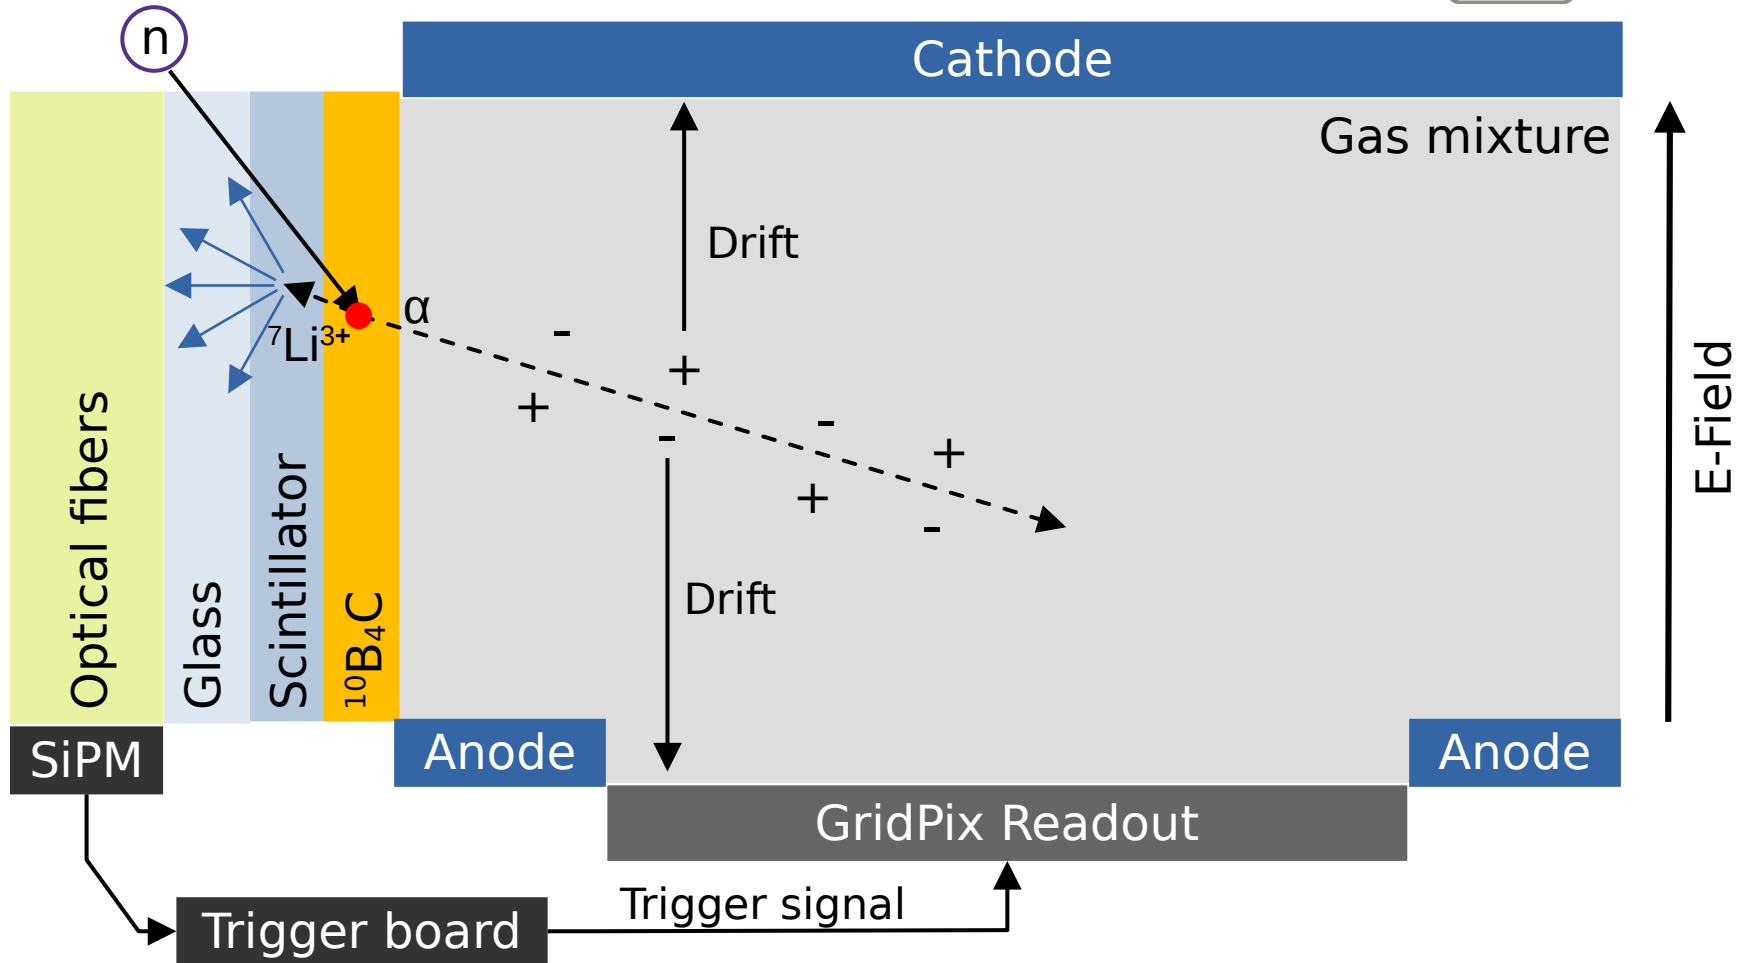 n
Cathode
Gas mixture
Drift
α
⁷Li³⁺
-
+
+
-
-
+
+
-
E-Field
Optical fibers
Glass
Scintillator
¹⁰B₄C
Drift
SiPM
Anode
Anode
GridPix Readout
Trigger signal
Trigger board